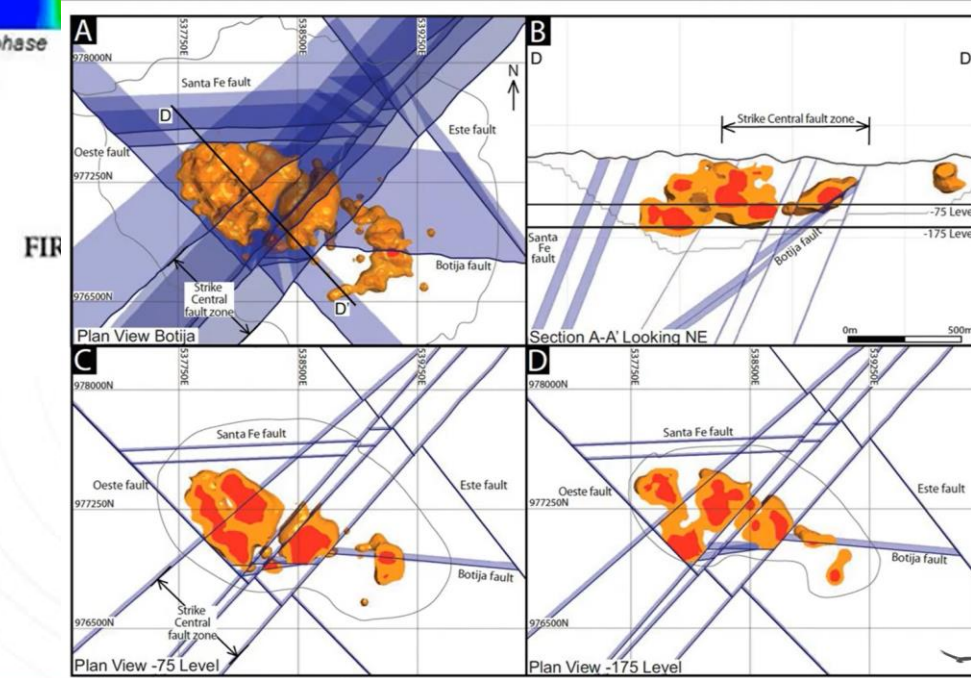 phase
FIR
A
537750E
538500E
539250E
978000N
N
Santa Fe fault
D
Este fault
Oeste fault
977250N
Botija fault
Strike
Central
fault zone
976500N
D'
Plan View Botija
B
D
D
Strike Central fault zone
-75 Leve
-175 Level
Santa
Fe
fault
Botija fault
Section A-A' Looking NE
0m
500m
C
537750E
538500E
539250E
978000N
Santa Fe fault
Oeste fault
Este fault
977250N
Botija fault
Strike
Central
fault zone
976500N
Plan View -75 Level
D
537750E
538500E
539250E
978000N
Santa Fe fault
Oeste fault
Este fault
977250N
Botija fault
976500N
Plan View -175 Level